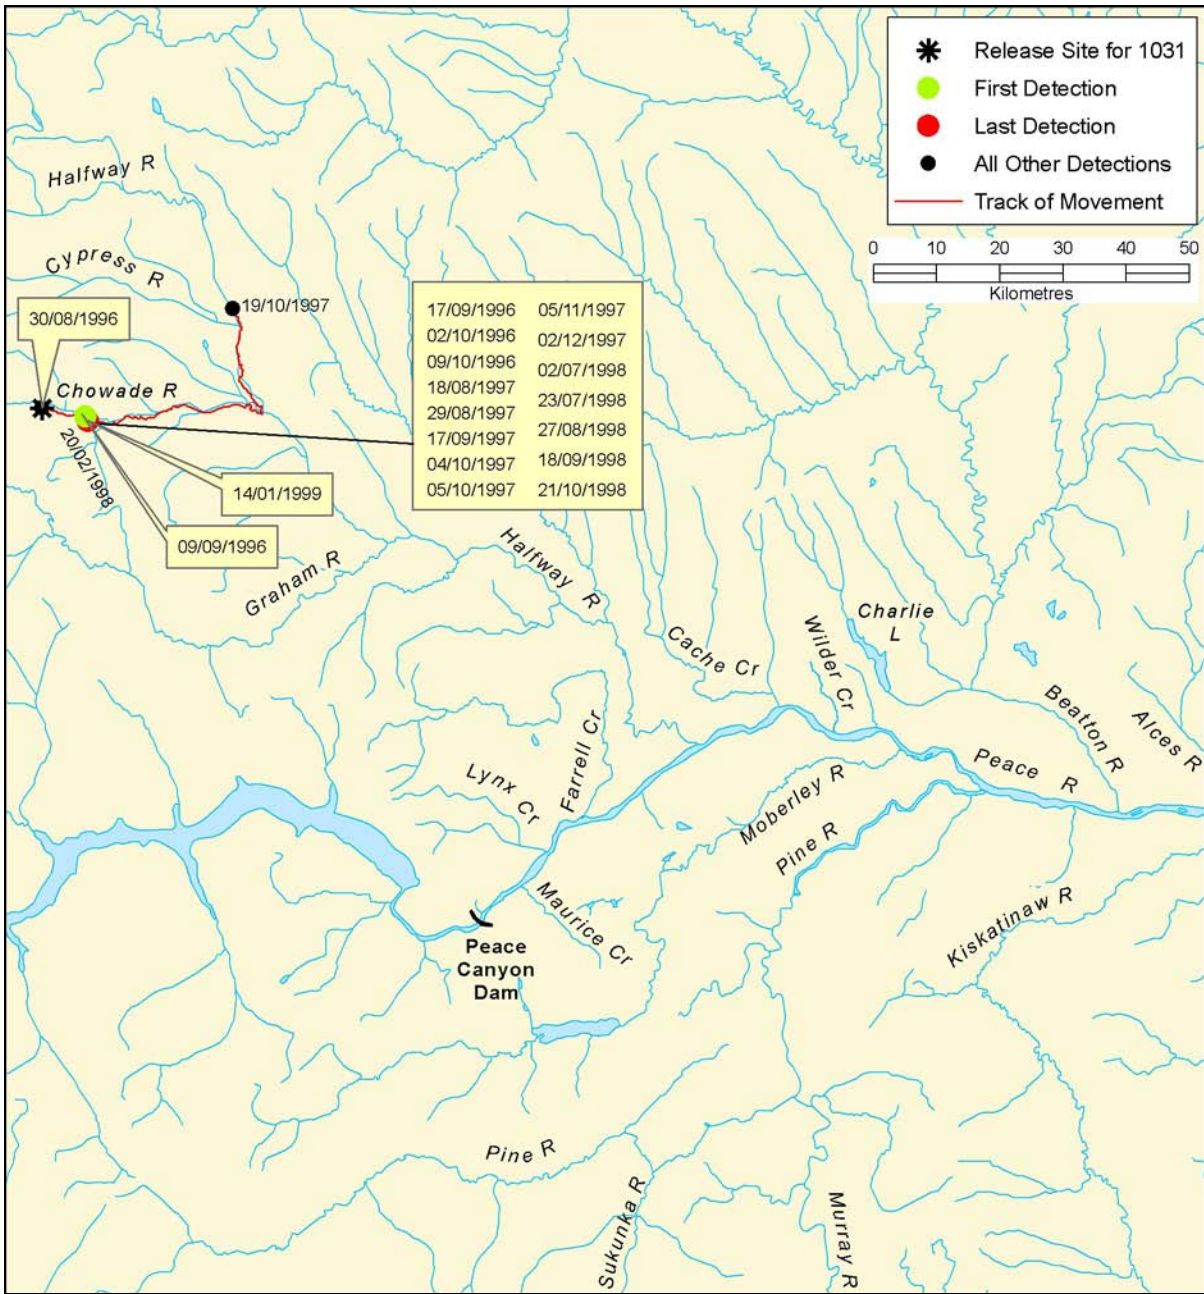 Release Site for 1031
First Detection
Last Detection
All Other Detections
Track of Movement
0 10 20 30 40 50
Kilometres
Halfway R
Cypress R
19/10/1997
30/08/1996
Chowade R
20/02/1998
17/09/1996 05/11/1997
02/10/1996 02/12/1997
09/10/1996 02/07/1998
18/08/1997 23/07/1998
29/08/1997 27/08/1998
17/09/1997 18/09/1998
04/10/1997 21/10/1998
05/10/1997
14/01/1999
09/09/1996
Graham R
Halfway R
Cache Cr
Wilder Cr
Charlie
L
Beatton R
Alces R
Peace R
Farrell Cr
Lynx Cr
Moberley R
Pine R
Maurice Cr
Kiskatinaw R
Peace
Canyon
Dam
Pine R
Sukunka R
Murray R